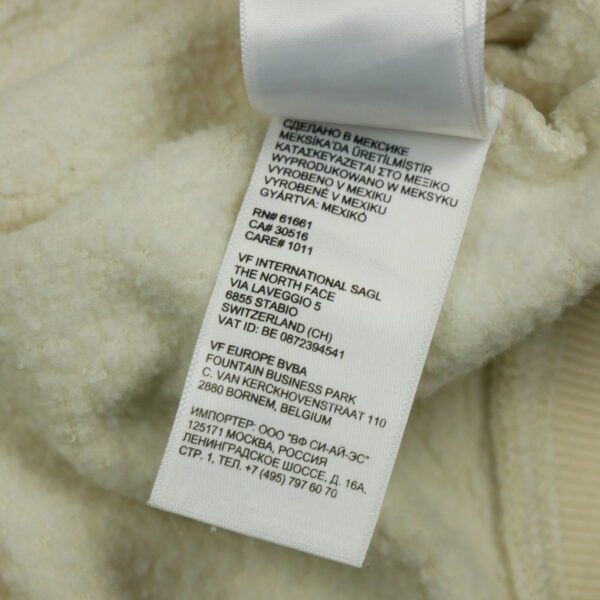 СДЕЛАНО В МЕКСИКЕ
MEKSİKA'DA ÜRETİLMİŞTİR
ΚΑΤΑΣΚΕΥΑΖΕΤΑΙ ΣΤΟ ΜΕΞΙΚΟ
WYPRODUKOWANO W MEKSYKU
VYROBENO V MEXIKU
VYROBENÉ V MEXIKU
GYÁRTVA: MEXIKÓ
RN# 61661
CA# 30516
CARE# 1011
VF INTERNATIONAL SAGL
THE NORTH FACE
VIA LAVEGGIO 5
6855 STABIO
SWITZERLAND (CH)
VAT ID: BE 0872394541
VF EUROPE BVBA
FOUNTAIN BUSINESS PARK
C. VAN KERCKHOVENSTRAAT 110
2880 BORNEM, BELGIUM
ИМПОРТЕР: ООО "ВФ СИ-АЙ-ЭС"
125171 МОСКВА, РОССИЯ
ЛЕНИНГРАДСКОЕ ШОССЕ, Д. 16А,
СТР. 1, ТЕЛ. +7 (495) 797 60 70